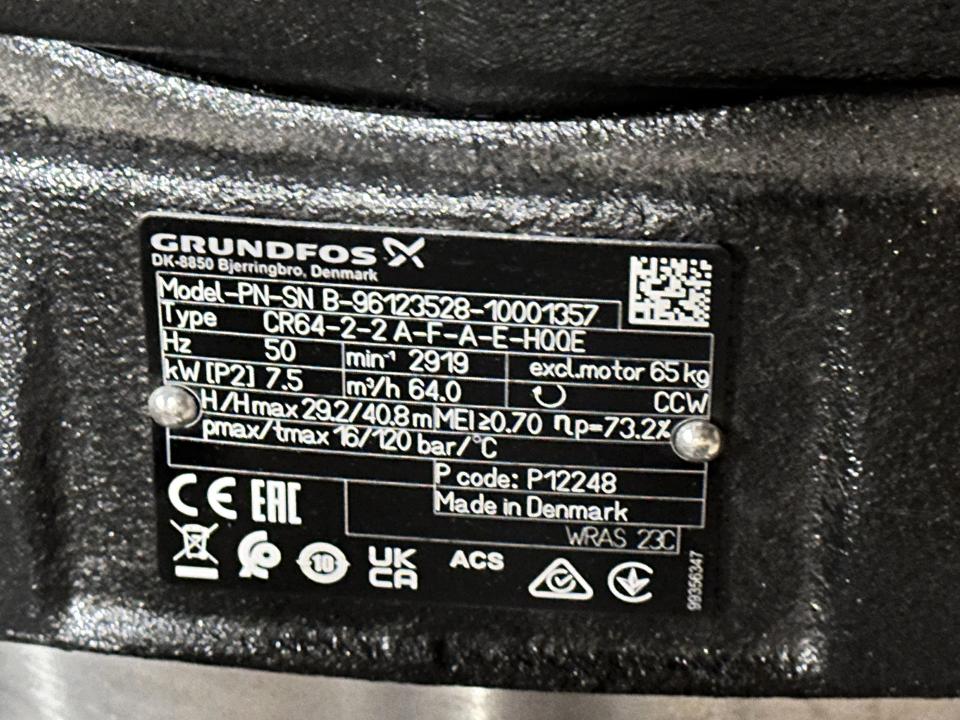 GRUNDFOS
DK-8850 Bjerringbro, Denmark
Model-PN-SN B-96123528-10001357
Type CR64-2-2 A-F-A-E-HQQE
Hz 50 min⁻¹ 2919 excl.motor 65 kg
kW [P2] 7.5 m³/h 64.0 CCW
H/Hmax 29.2/40.8 m MEI≥0.70 ηp=73.2%
pmax/tmax 16/120 bar/°C
P code: P12248
Made in Denmark
WRAS 23C
CE EAC
10 UK CA ACS
99356347